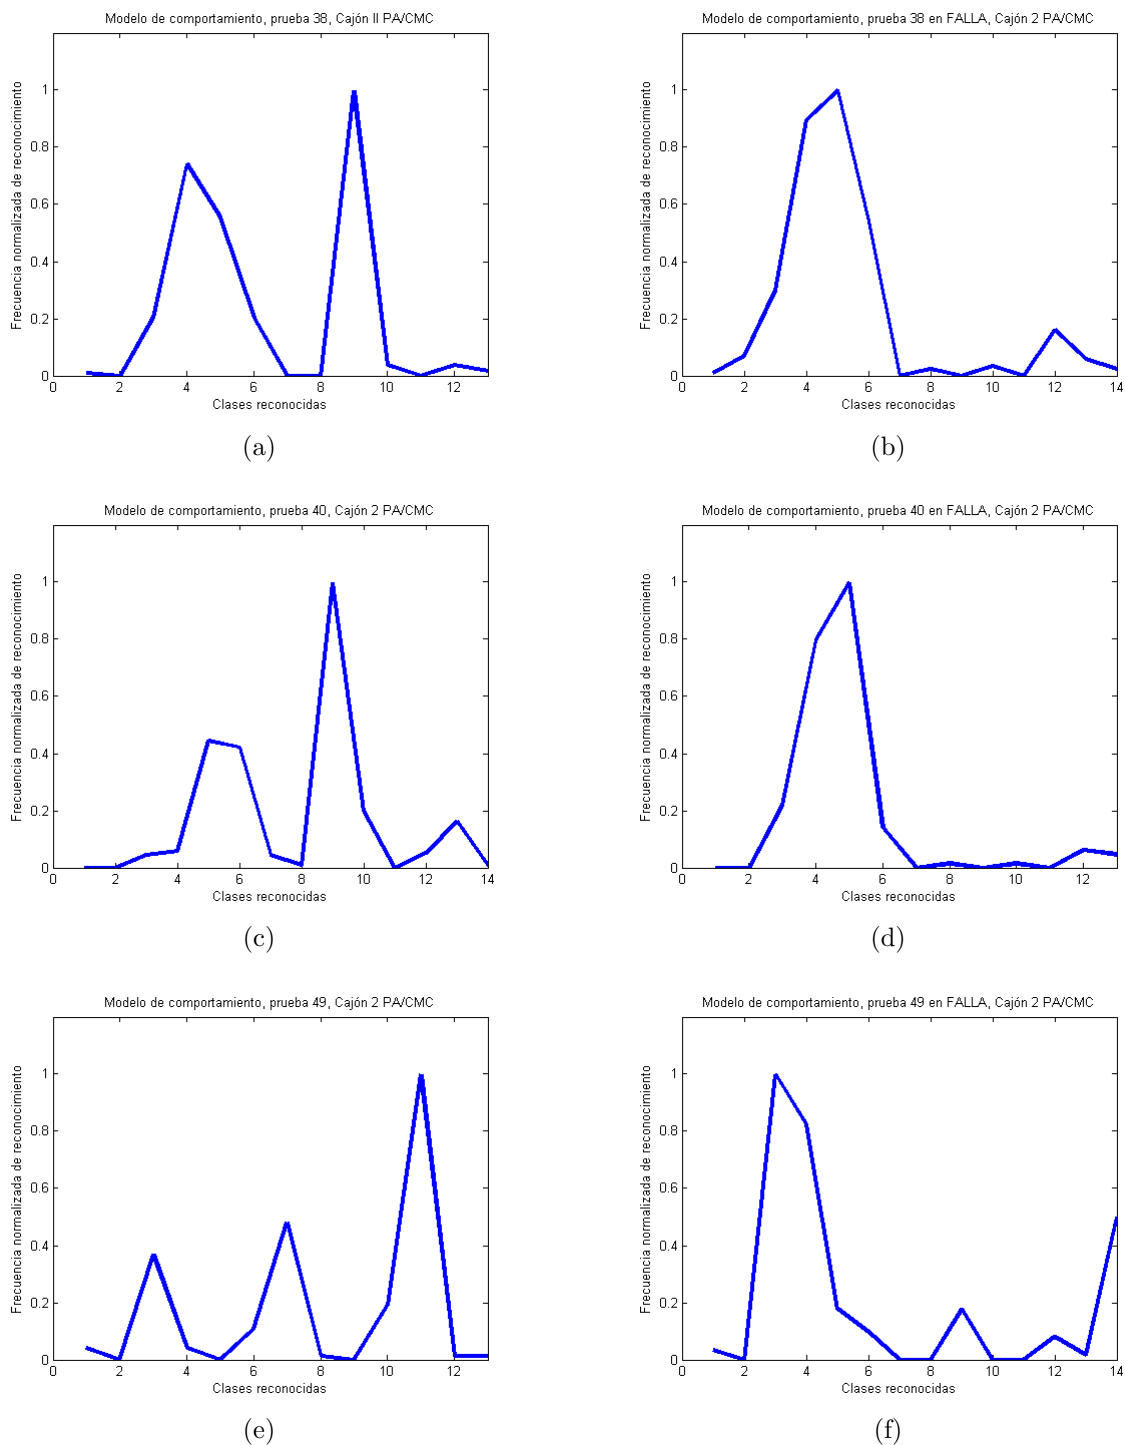 Modelo de comportamiento, prueba 38, Cajón II PA/CMC
Frecuencia normalizada de reconocimiento
1
0.8
0.6
0.4
0.2
0
0 2 4 6 8 10 12
Clases reconocidas
(a)
Modelo de comportamiento, prueba 38 en FALLA, Cajón 2 PA/CMC
Frecuencia normalizada de reconocimiento
1
0.8
0.6
0.4
0.2
0
0 2 4 6 8 10 12 14
Clases reconocidas
(b)
Modelo de comportamiento, prueba 40, Cajón 2 PA/CMC
Frecuencia normalizada de reconocimiento
1
0.8
0.6
0.4
0.2
0
0 2 4 6 8 10 12 14
Clases reconocidas
(c)
Modelo de comportamiento, prueba 40 en FALLA, Cajón 2 PA/CMC
Frecuencia normalizada de reconocimiento
1
0.8
0.6
0.4
0.2
0
0 2 4 6 8 10 12
Clases reconocidas
(d)
Modelo de comportamiento, prueba 49, Cajón 2 PA/CMC
Frecuencia normalizada de reconocimiento
1
0.8
0.6
0.4
0.2
0
0 2 4 6 8 10 12
Clases reconocidas
(e)
Modelo de comportamiento, prueba 49 en FALLA, Cajón 2 PA/CMC
Frecuencia normalizada de reconocimiento
1
0.8
0.6
0.4
0.2
0
0 2 4 6 8 10 12 14
Clases reconocidas
(f)